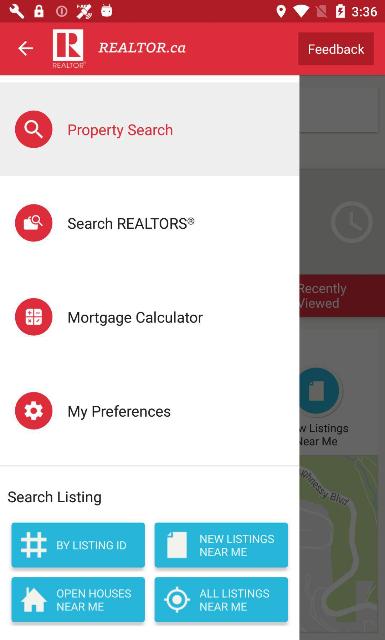 3:36
REALTOR®
REALTOR.ca
Feedback
Property Search
Search REALTORS®
Mortgage Calculator
My Preferences
Recently
Viewed
Listings
Near Me
Blvd
Search Listing
BY LISTING ID
NEW LISTINGS
NEAR ME
OPEN HOUSES
NEAR ME
ALL LISTINGS
NEAR ME